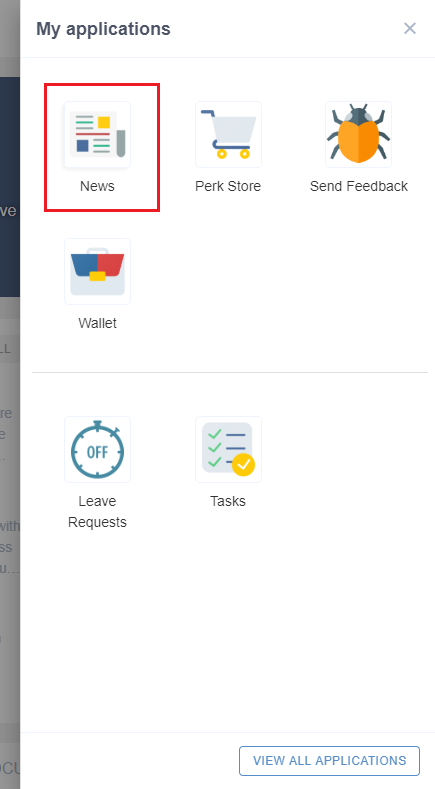 My applications
News
Perk Store
Send Feedback
Wallet
OFF
Leave
Requests
Tasks
VIEW ALL APPLICATIONS